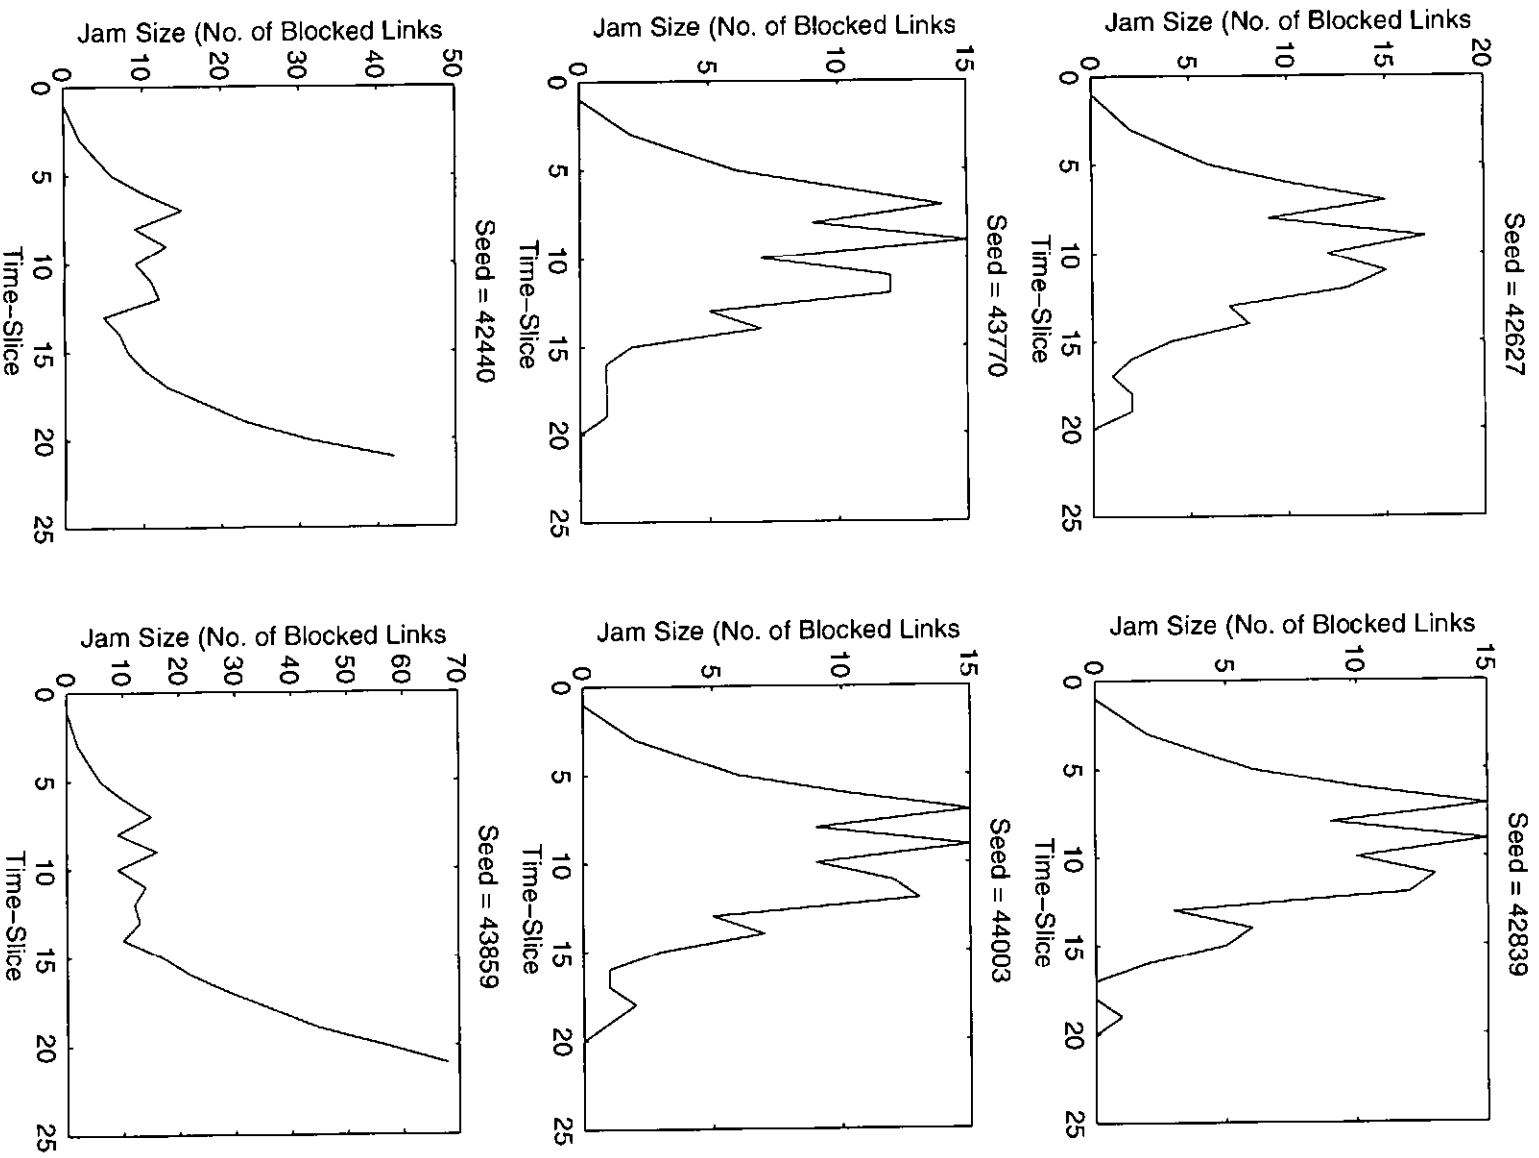 Seed = 42627
Jam Size (No. of Blocked Links
20
15
10
5
0
0 5 10 15 20 25
Time–Slice
Seed = 42839
Jam Size (No. of Blocked Links
15
10
5
0
0 5 10 15 20 25
Time–Slice
Seed = 43770
Jam Size (No. of Blocked Links
15
10
5
0
0 5 10 15 20 25
Time–Slice
Seed = 44003
Jam Size (No. of Blocked Links
15
10
5
0
0 5 10 15 20 25
Time–Slice
Seed = 42440
Jam Size (No. of Blocked Links
50
40
30
20
10
0
0 5 10 15 20 25
Time–Slice
Seed = 43859
Jam Size (No. of Blocked Links
70
60
50
40
30
20
10
0
0 5 10 15 20 25
Time–Slice